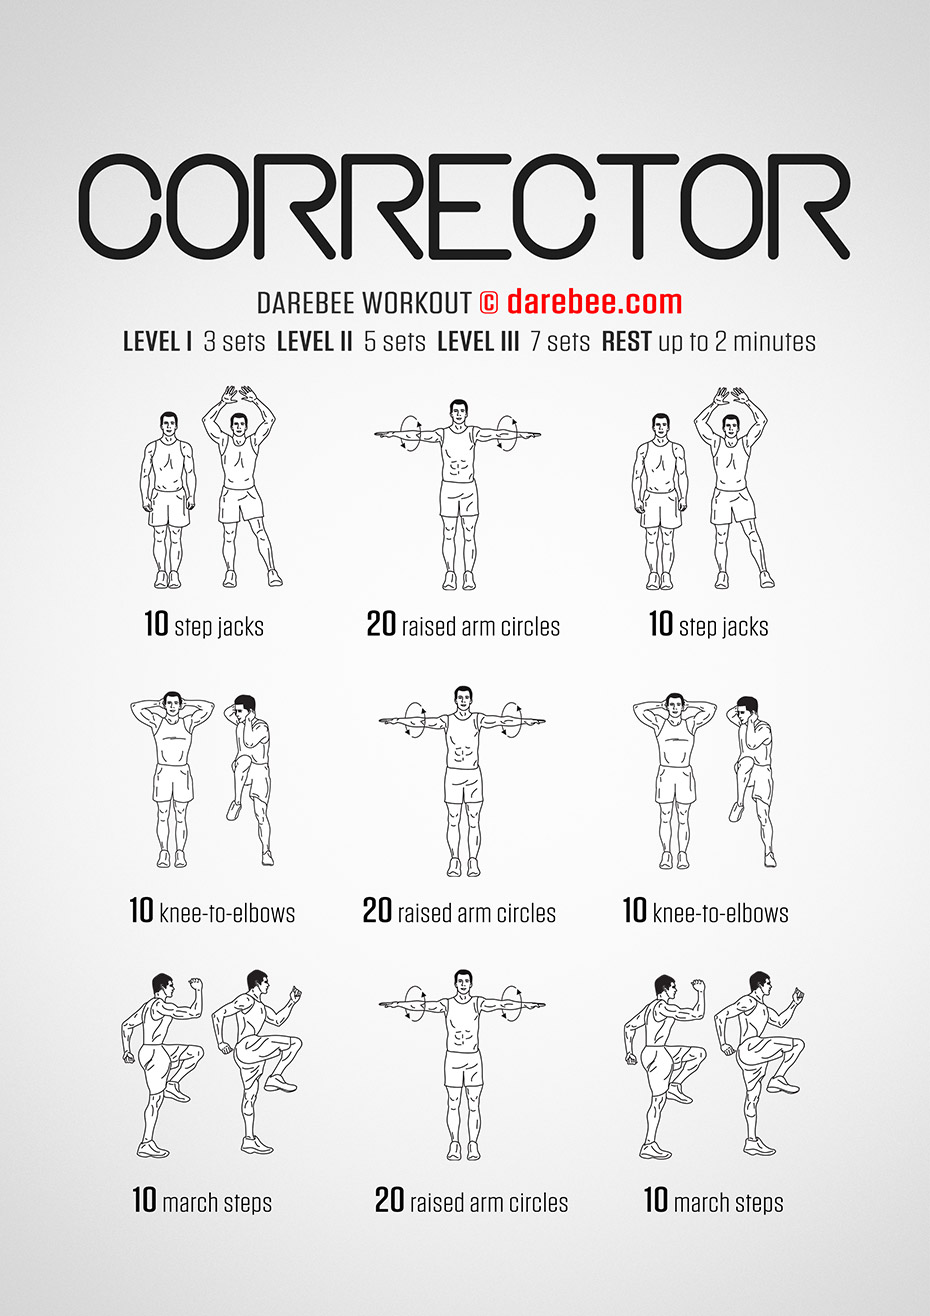 CORRECTOR
DAREBEE WORKOUT © darebee.com
LEVEL I 3 sets LEVEL II 5 sets LEVEL III 7 sets REST up to 2 minutes
10 step jacks
20 raised arm circles
10 step jacks
10 knee-to-elbows
20 raised arm circles
10 knee-to-elbows
10 march steps
20 raised arm circles
10 march steps